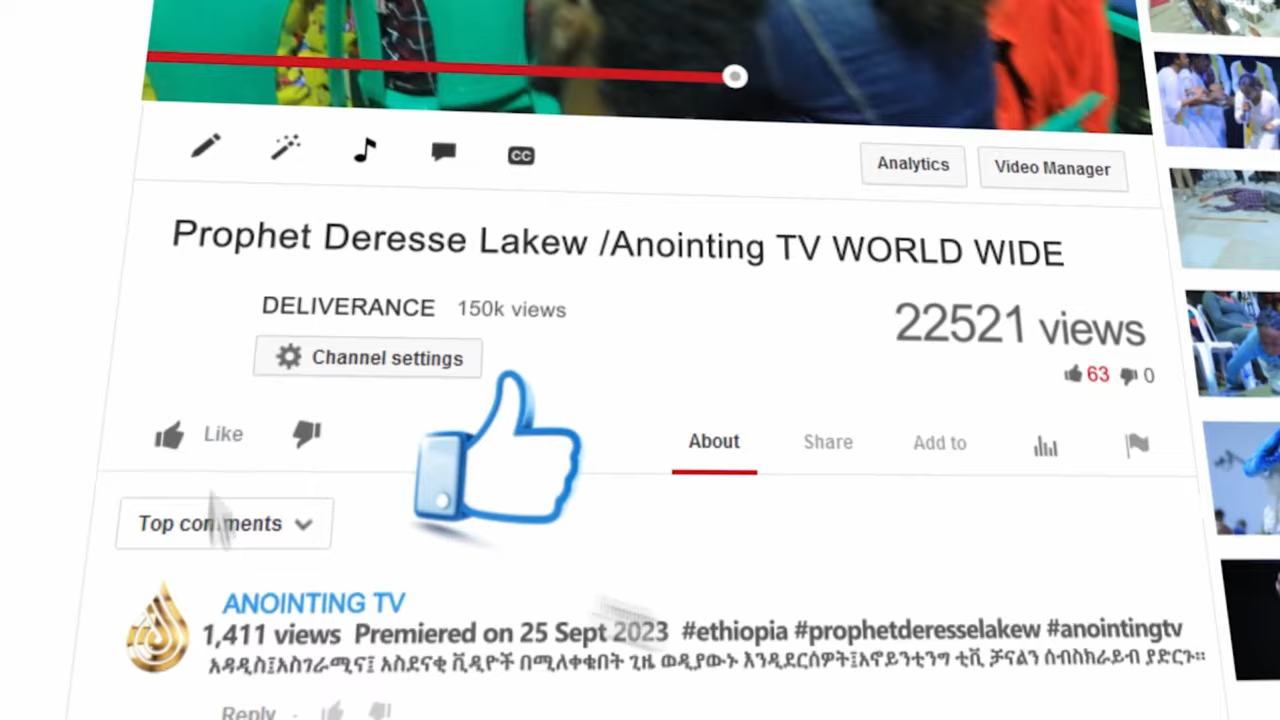 CC
Analytics
Video Manager
Prophet Deresse Lakew /Anointing TV WORLD WIDE
DELIVERANCE 150k views
22521 views
Channel settings
63 0
Like
About Share Add to
Top comments
ANOINTING TV
1,411 views Premiered on 25 Sept 2023 #ethiopia #prophetderesselakew #anointingtv
አዳዲስ፤አስገራሚና፤ አስደናቂ ቪዲዮች በሚለቀቁበት ጊዜ ወዲያውኑ እንዲደርሰዎት፤አኖይንቲንግ ቲቪ ቻናልን ሰብስክራይብ ያድርጉ።
Reply